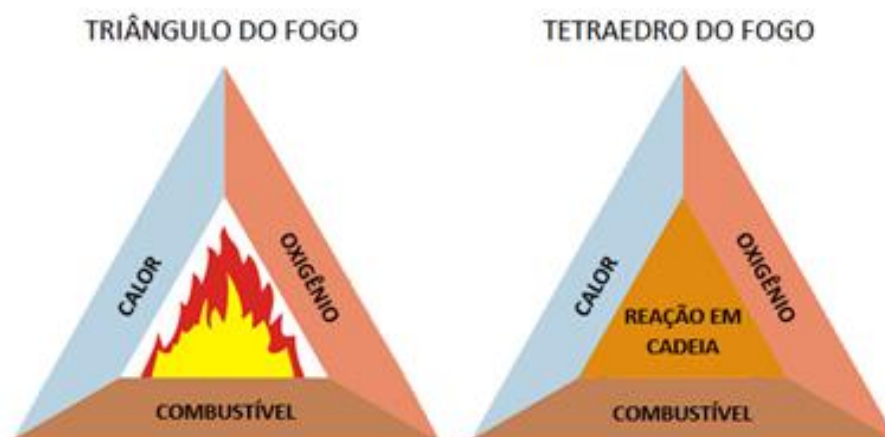 TRIÂNGULO DO FOGO
CALOR
OXIGÊNIO
COMBUSTÍVEL
TETRAEDRO DO FOGO
CALOR
OXIGÊNIO
REAÇÃO EM
CADEIA
COMBUSTÍVEL